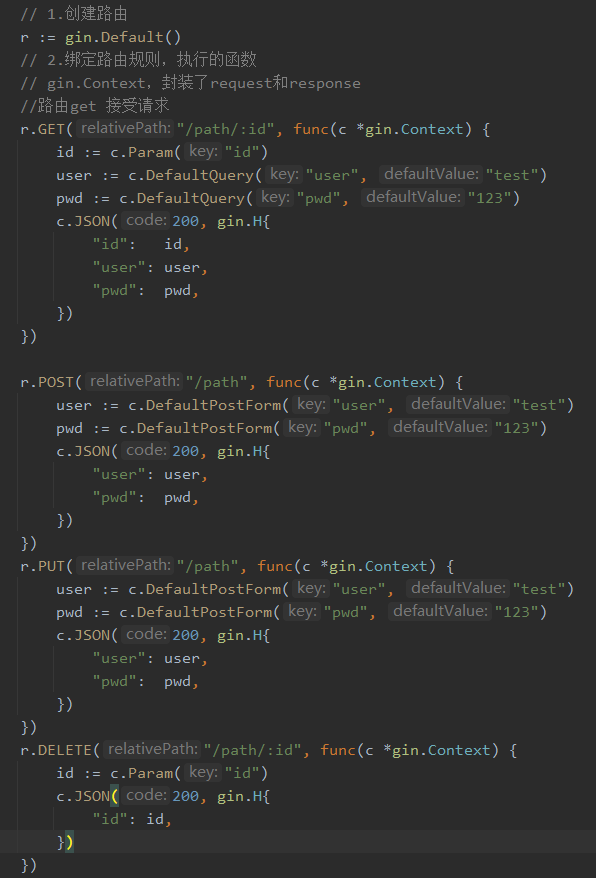 // 1.创建路由
r := gin.Default()
// 2.绑定路由规则，执行的函数
// gin.Context，封装了request和response
//路由get 接受请求
r.GET( relativePath: "/path/:id", func(c *gin.Context) {
    id := c.Param( key: "id")
    user := c.DefaultQuery( key: "user", defaultValue: "test")
    pwd := c.DefaultQuery( key: "pwd", defaultValue: "123")
    c.JSON( code: 200, gin.H{
        "id":   id,
        "user": user,
        "pwd":  pwd,
    })
})
r.POST( relativePath: "/path", func(c *gin.Context) {
    user := c.DefaultPostForm( key: "user", defaultValue: "test")
    pwd := c.DefaultPostForm( key: "pwd", defaultValue: "123")
    c.JSON( code: 200, gin.H{
        "user": user,
        "pwd":  pwd,
    })
})
r.PUT( relativePath: "/path", func(c *gin.Context) {
    user := c.DefaultPostForm( key: "user", defaultValue: "test")
    pwd := c.DefaultPostForm( key: "pwd", defaultValue: "123")
    c.JSON( code: 200, gin.H{
        "user": user,
        "pwd":  pwd,
    })
})
r.DELETE( relativePath: "/path/:id", func(c *gin.Context) {
    id := c.Param( key: "id")
    c.JSON( code: 200, gin.H{
        "id": id,
    })
})